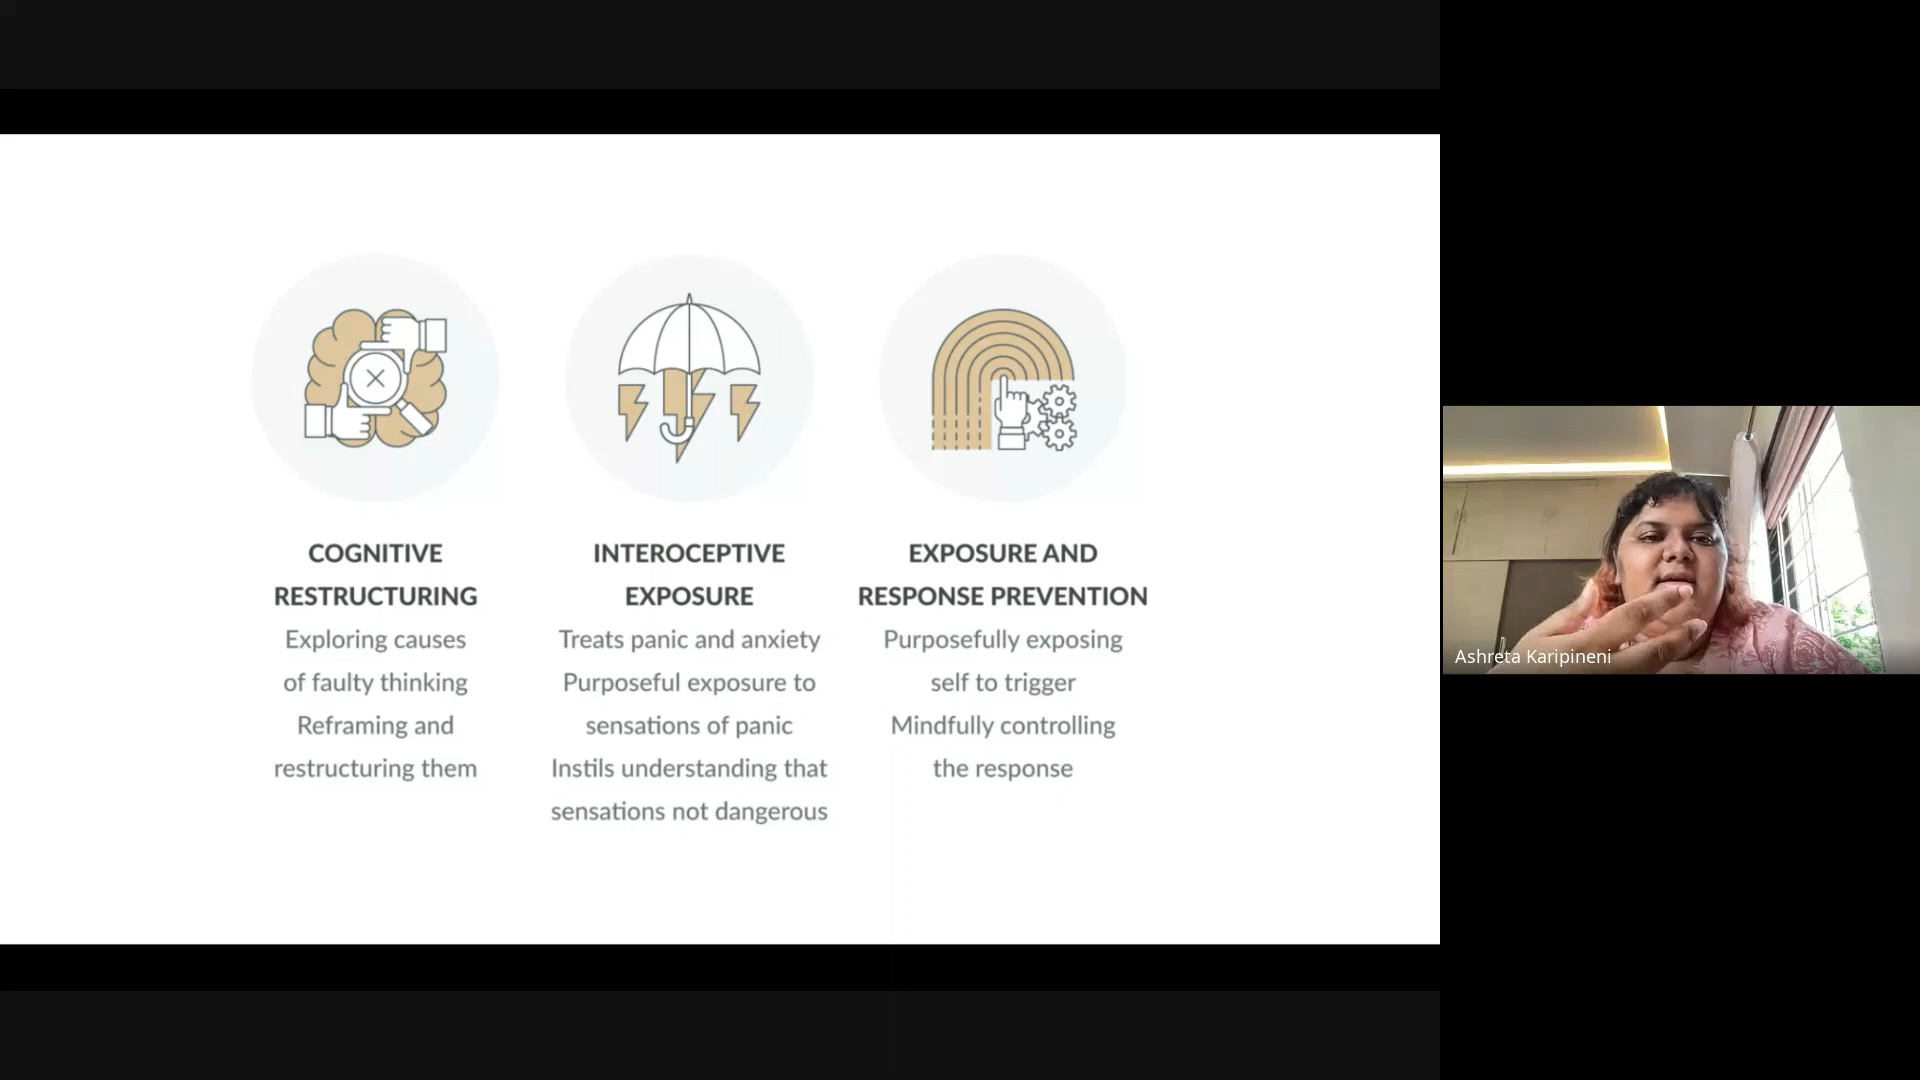 COGNITIVE
RESTRUCTURING
Exploring causes
of faulty thinking
Reframing and
restructuring them
INTEROCEPTIVE
EXPOSURE
Treats panic and anxiety
Purposeful exposure to
sensations of panic
Instils understanding that
sensations not dangerous
EXPOSURE AND
RESPONSE PREVENTION
Purposefully exposing
self to trigger
Mindfully controlling
the response
Ashreta Karipineni